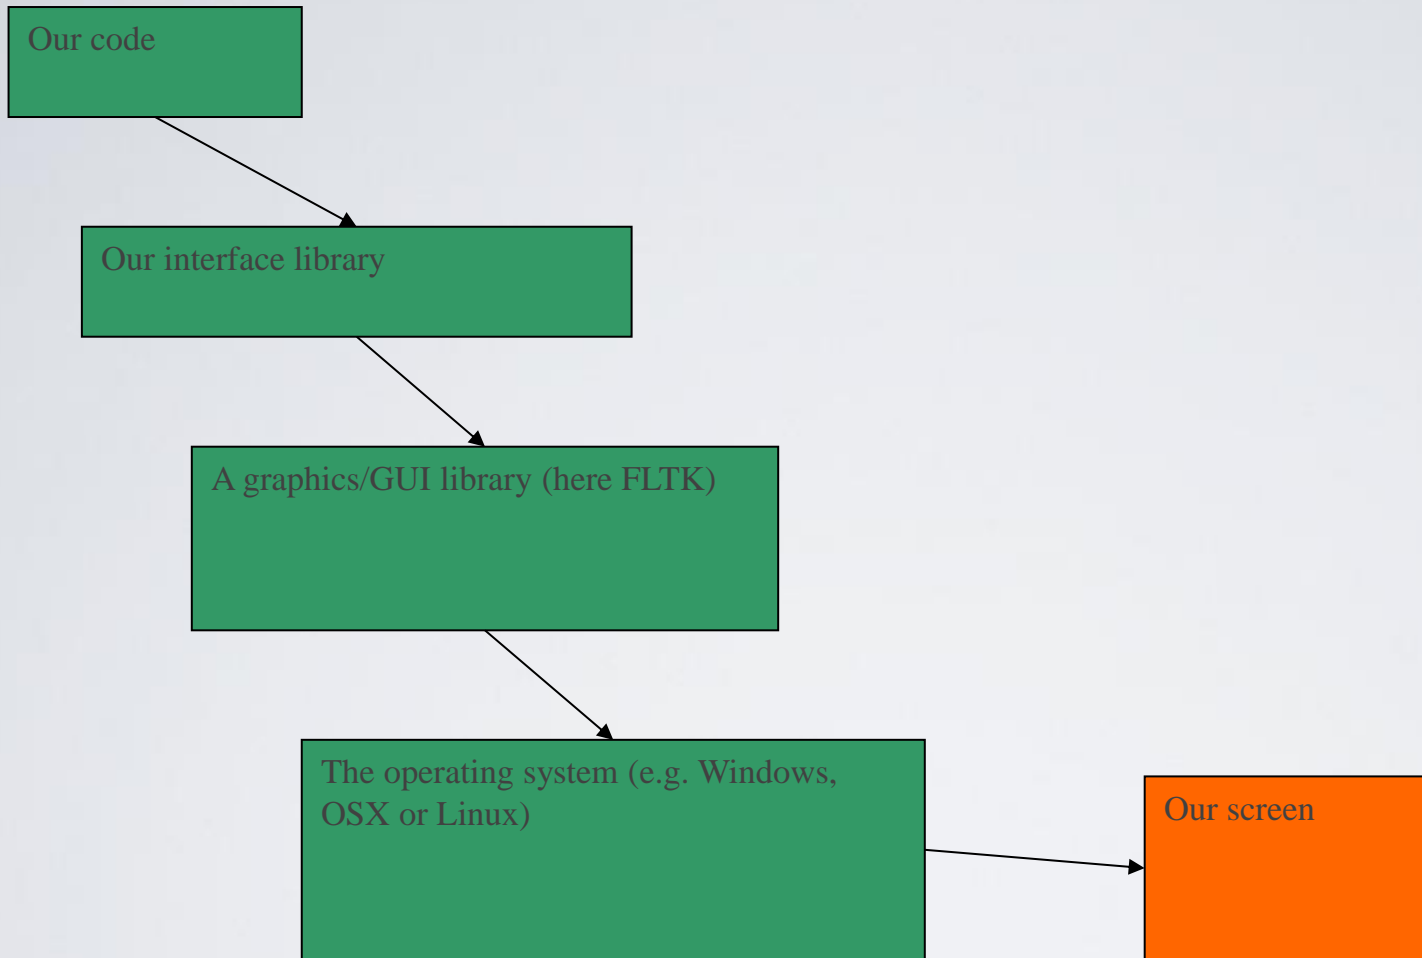 Our code
Our interface library
A graphics/GUI library (here FLTK)
The operating system (e.g. Windows,
OSX or Linux)
Our screen